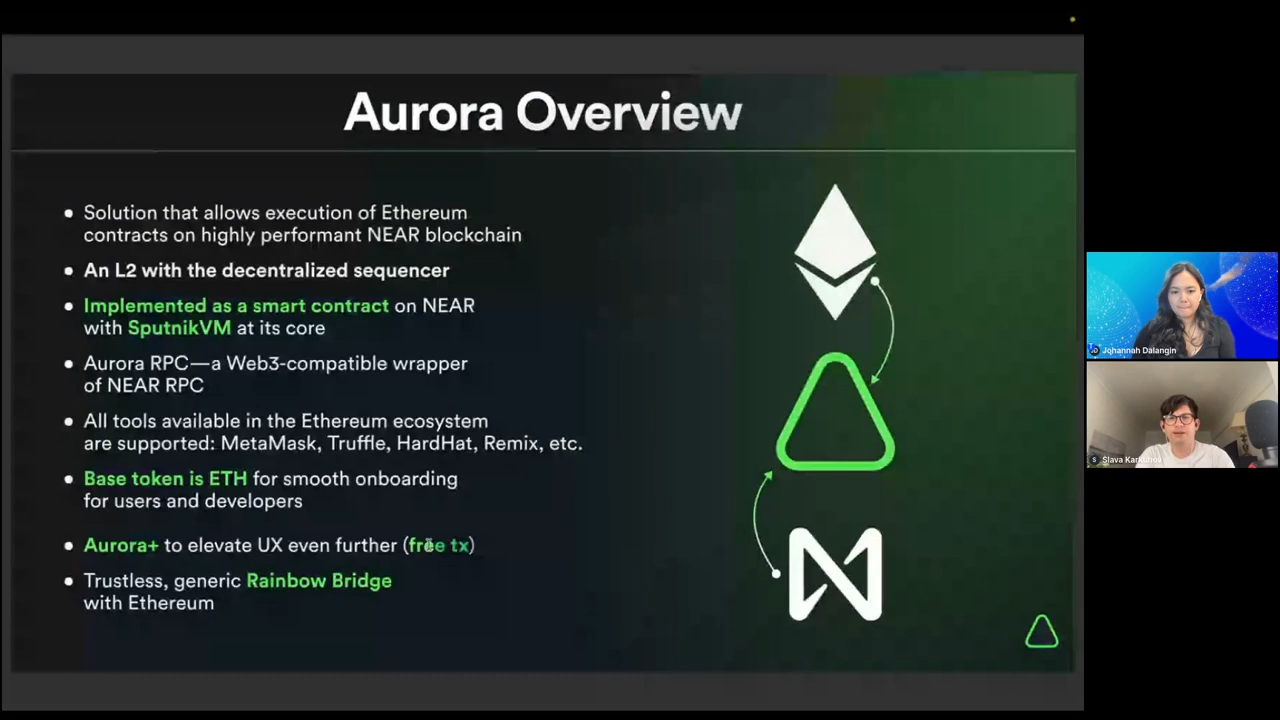 Aurora Overview
Solution that allows execution of Ethereum
contracts on highly performant NEAR blockchain
An L2 with the decentralized sequencer
Implemented as a smart contract on NEAR
with SputnikVM at its core
Aurora RPC—a Web3-compatible wrapper
of NEAR RPC
All tools available in the Ethereum ecosystem
are supported: MetaMask, Truffle, HardHat, Remix, etc.
Base token is ETH for smooth onboarding
for users and developers
Aurora+ to elevate UX even further (free tx)
Trustless, generic Rainbow Bridge
with Ethereum
Johannah Dalangin
Slava Karkunov